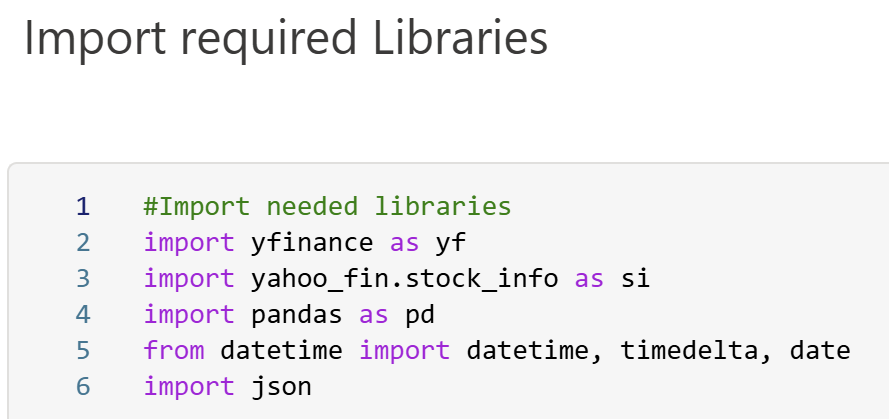 Import required Libraries
1 #Import needed libraries
2 import yfinance as yf
3 import yahoo_fin.stock_info as si
4 import pandas as pd
5 from datetime import datetime, timedelta, date
6 import json